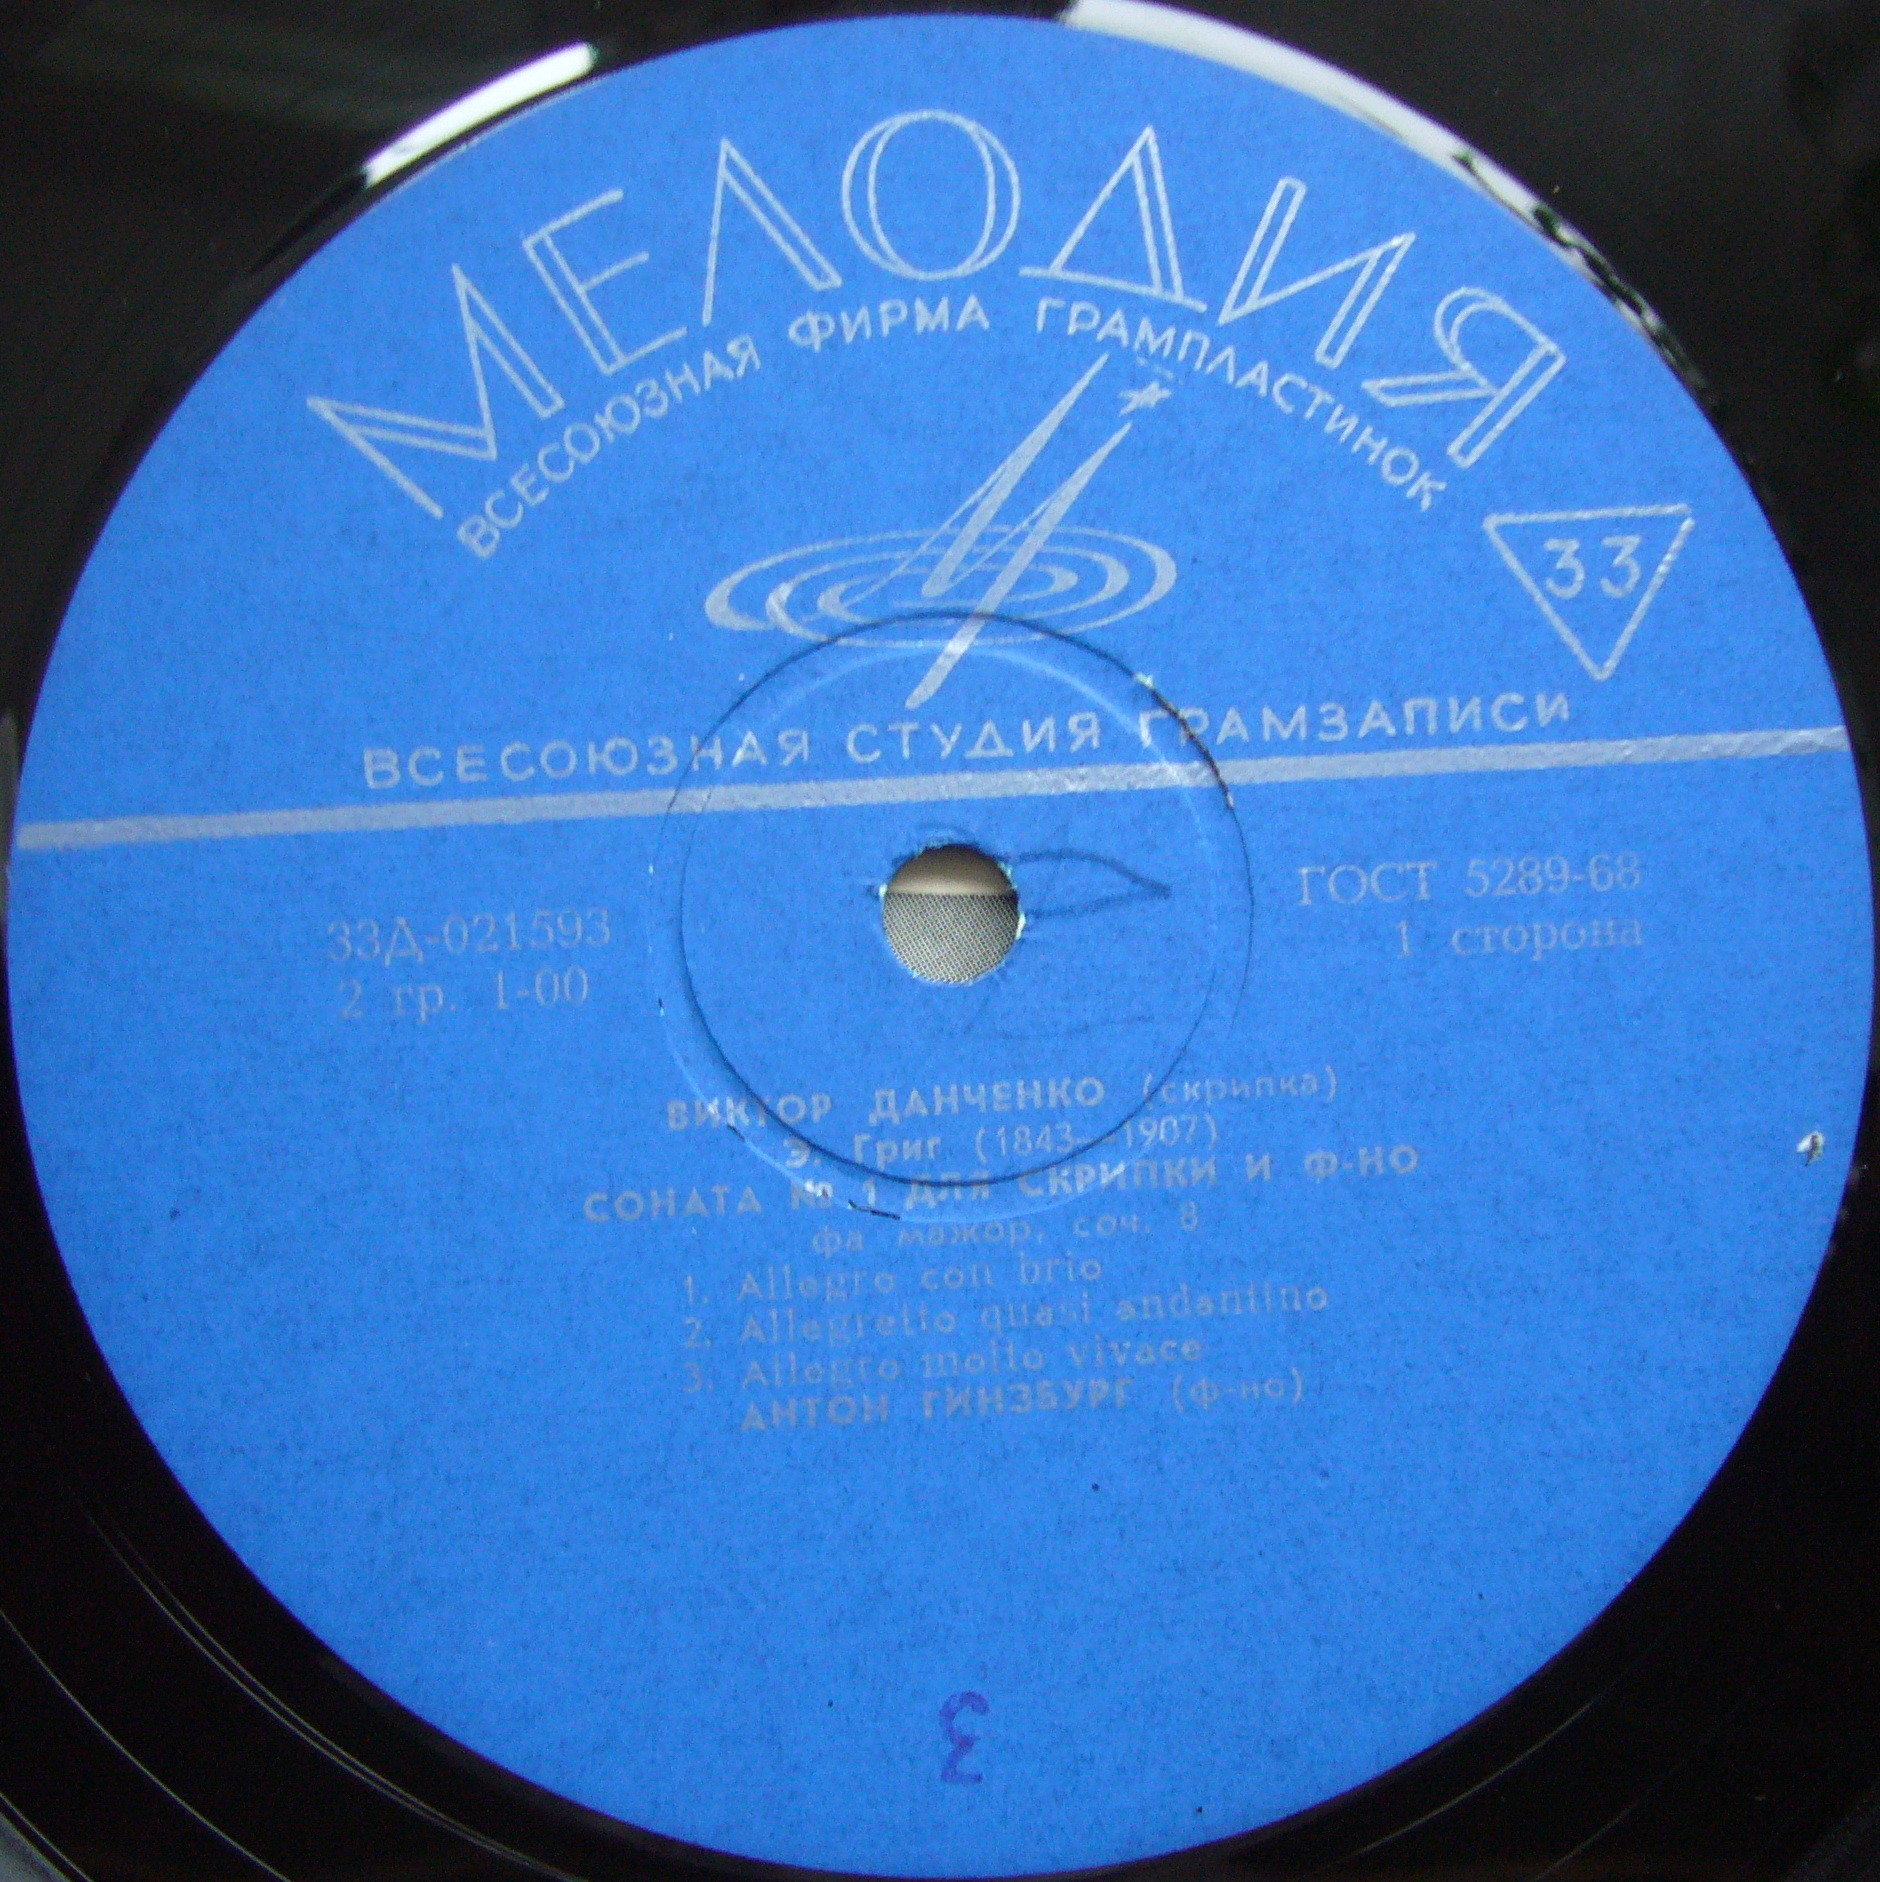 МЕЛОДИЯ
ВСЕСОЮЗНАЯ ФИРМА ГРАМПЛАСТИНОК
33
ВСЕСОЮЗНАЯ СТУДИЯ ГРАМЗАПИСИ
33Д-021593
2 гр. 1-00
ГОСТ 5289-68
1 сторона
ВИКТОР ДАНЧЕНКО (скрипка)
Э. Григ (1843—1907)
СОНАТА № 1 ДЛЯ СКРИПКИ И Ф-НО
фа мажор, соч. 8
1. Allegro con brio
2. Allegretto quasi andantino
3. Allegro molto vivace
АНТОН ГИНЗБУРГ (ф-но)
3